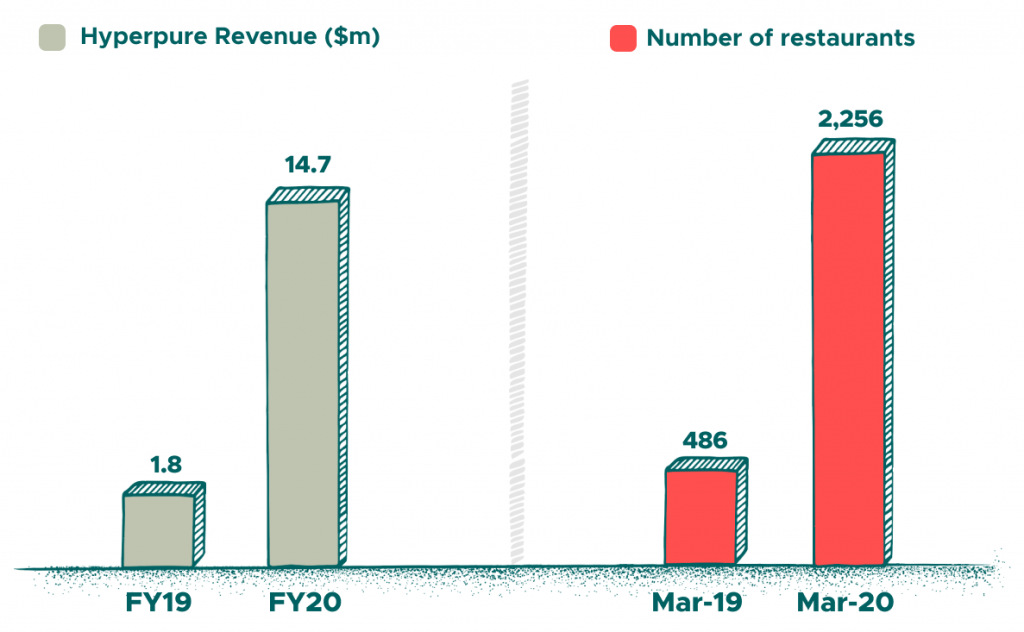 Hyperpure Revenue ($m)
Number of restaurants
1.8
14.7
486
2,256
FY19
FY20
Mar-19
Mar-20